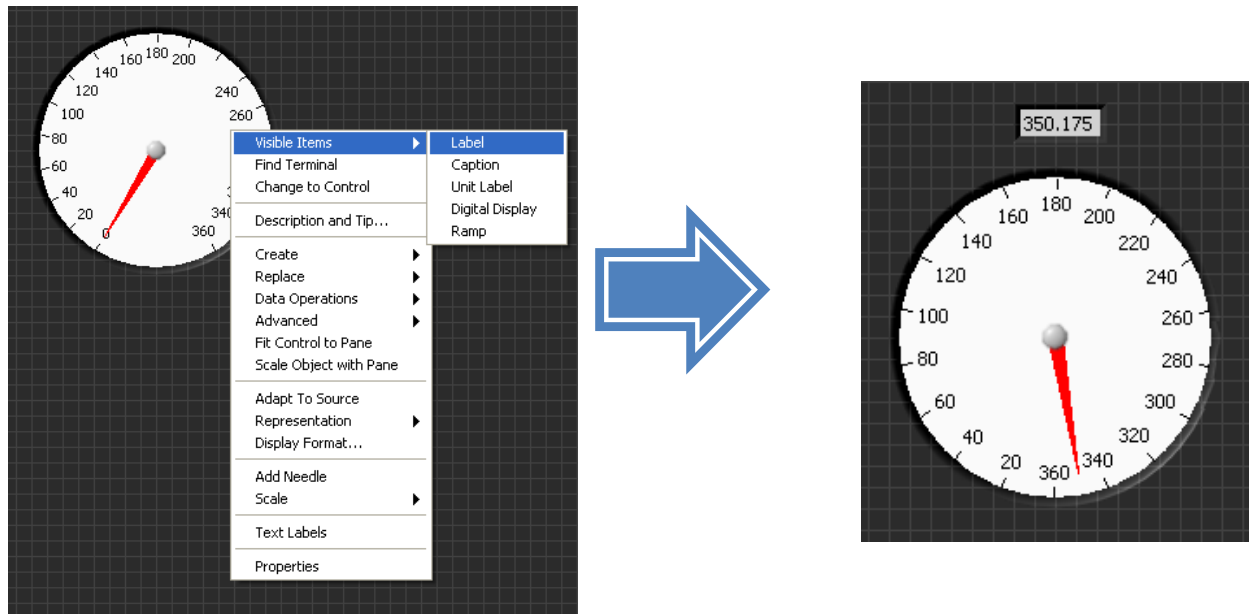 0
20
40
60
80
100
120
140
160
180
200
240
260
340
360
Visible Items
Find Terminal
Change to Control
Description and Tip...
Create
Replace
Data Operations
Advanced
Fit Control to Pane
Scale Object with Pane
Adapt To Source
Representation
Display Format...
Add Needle
Scale
Text Labels
Properties
Label
Caption
Unit Label
Digital Display
Ramp
350.175
20
40
60
80
100
120
140
160
180
200
220
240
260
280
300
320
340
360